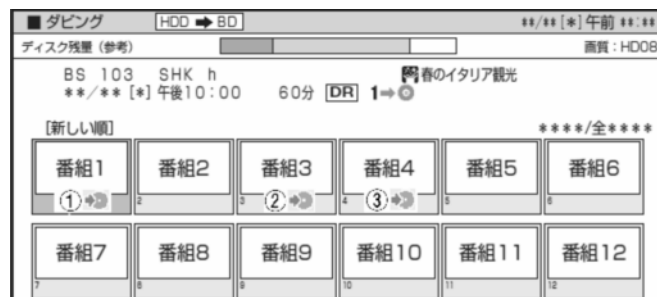 ■ ダビング HDD ➡ BD **/** [*] 午前 **:**
ディスク残量（参考） 画質：HD08
BS 103 SHK h 春のイタリア観光
**/** [*] 午後10:00 60分 DR 1➡
[新しい順] ****/全****
番組1 番組2 番組3 番組4 番組5 番組6
① 2 3 ② 4 ③ 5 6
番組7 番組8 番組9 番組10 番組11 番組12
7 8 9 10 11 12